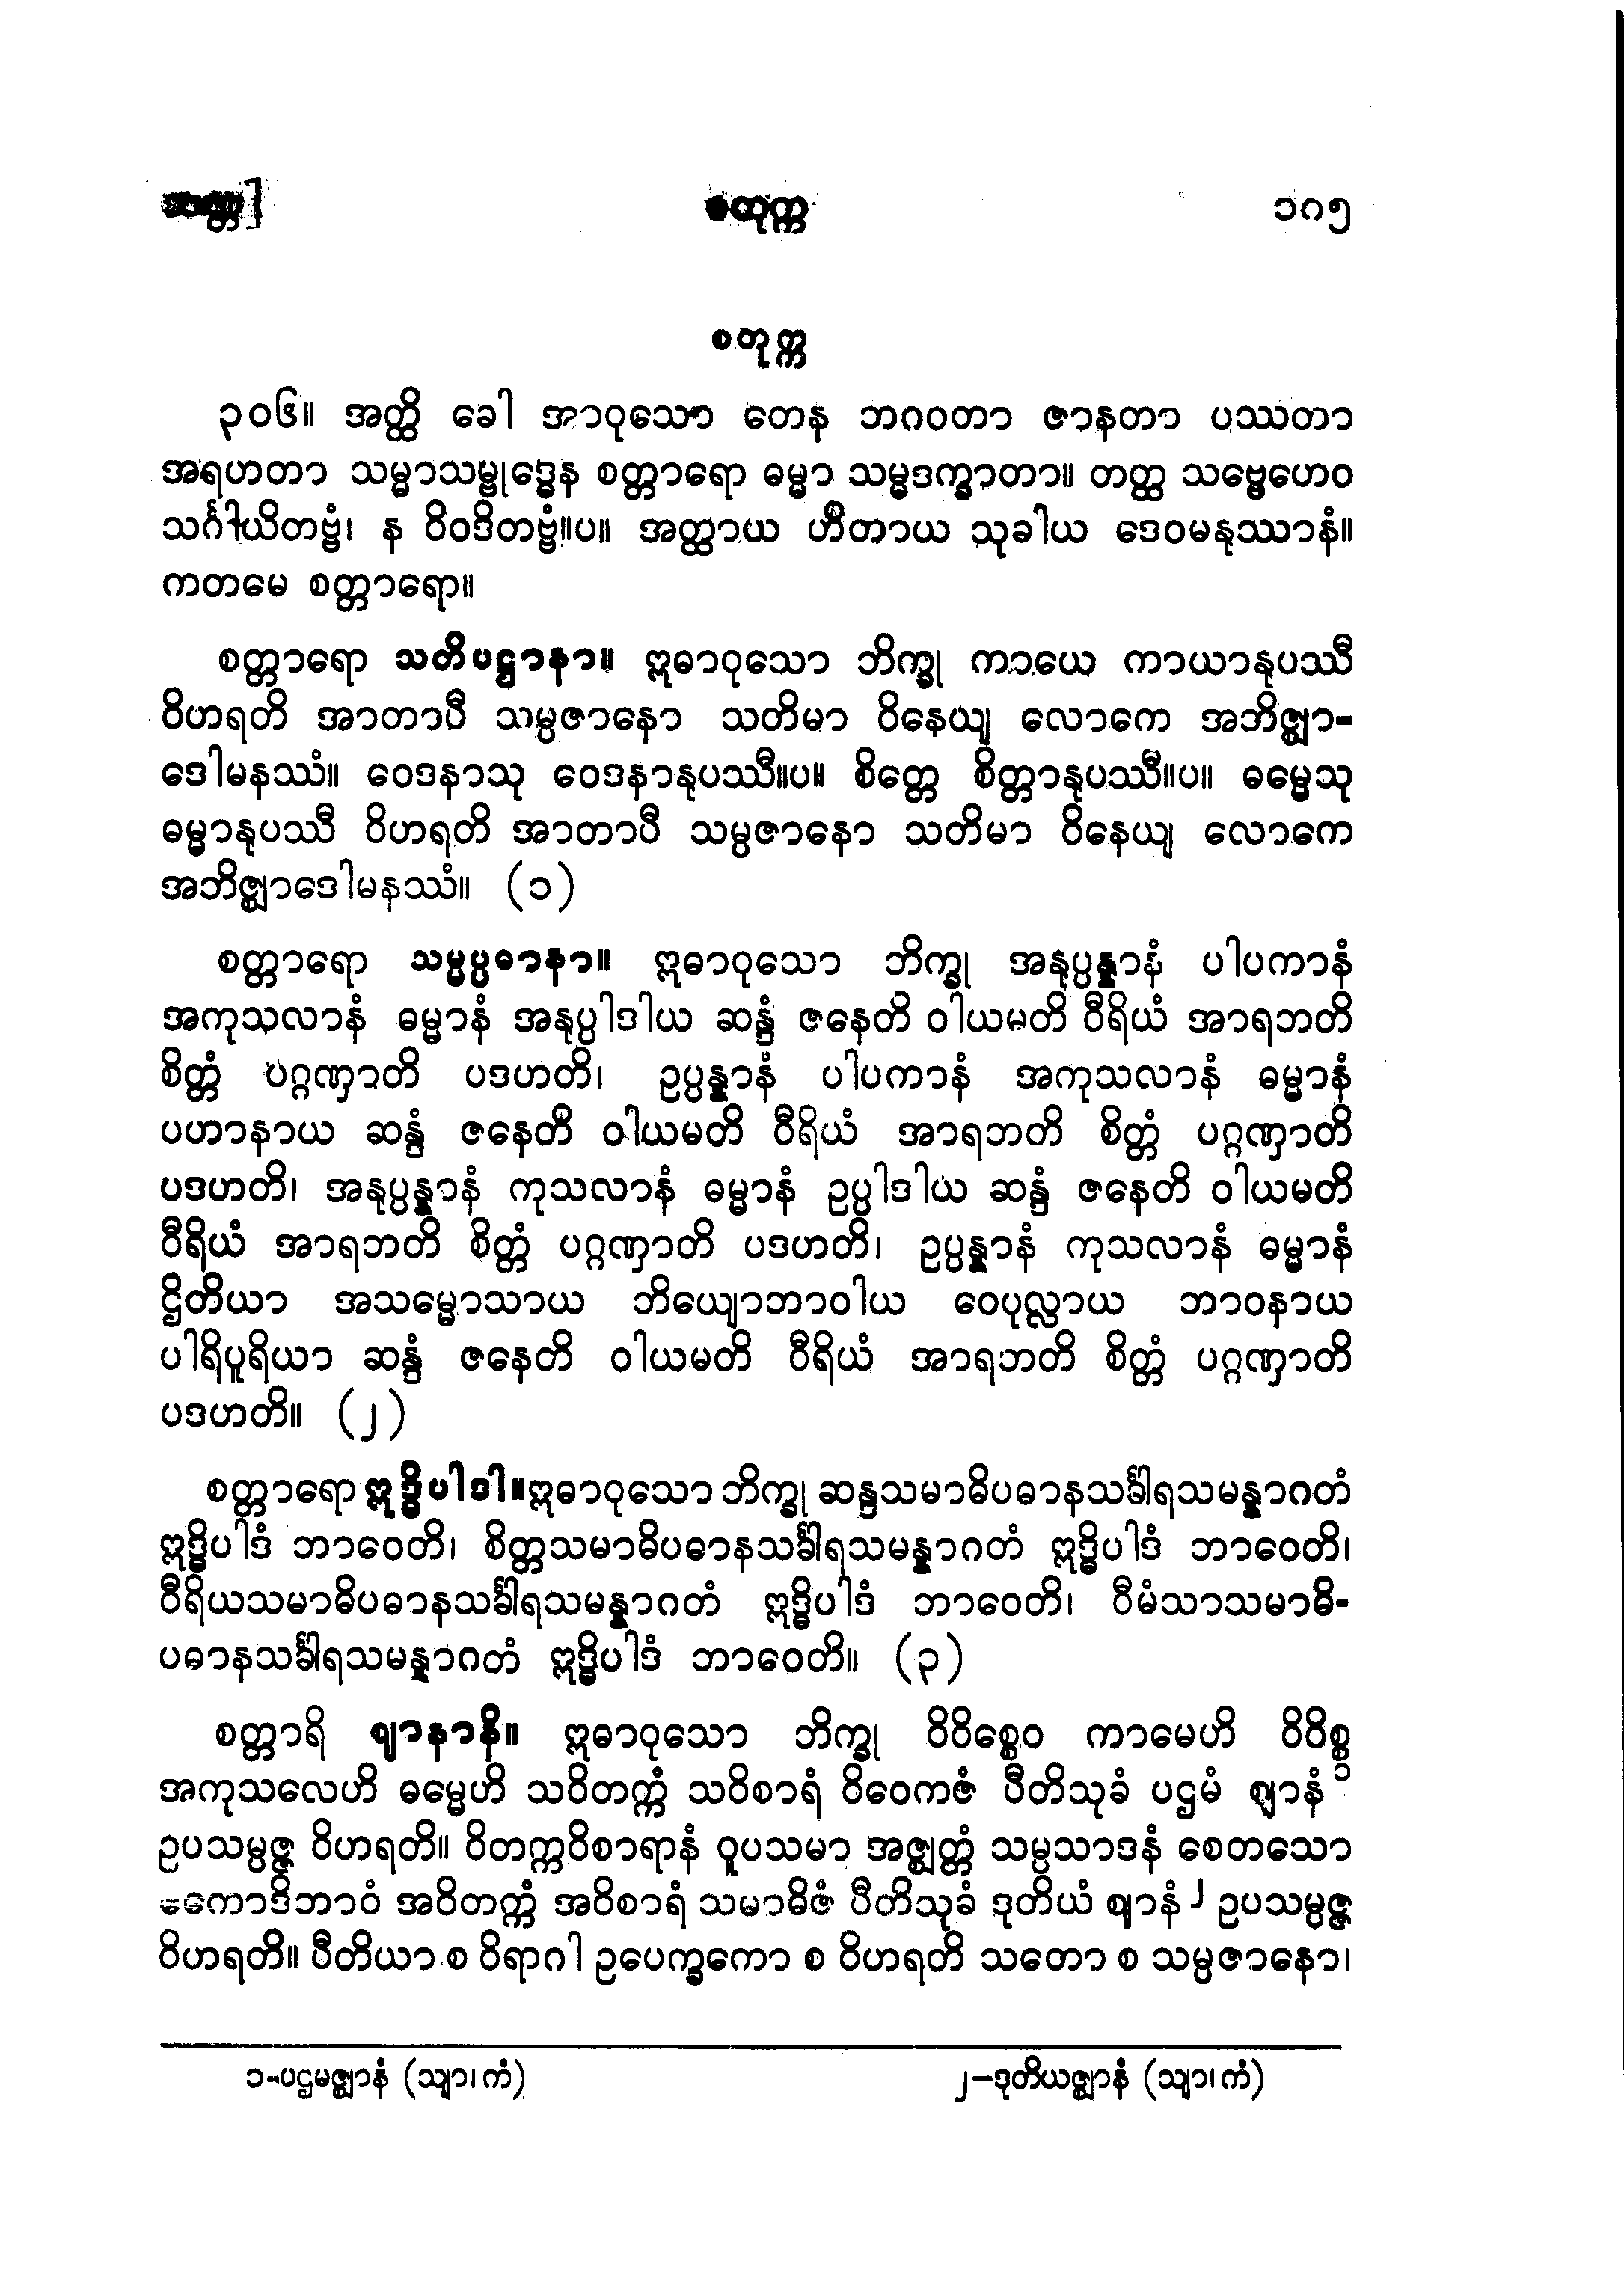 စတုက္က ၁၈၅
စတုက္က
၃၀၆။ အတ္ထိ ခေါ အာဝုသော တေန ဘဂဝတာ ဇာနတာ ပဿတာ
အရဟတာ သမ္မာသမ္ဗုဒ္ဓေန စတ္တာရော ဓမ္မာ သမ္မဒက္ခာတာ။ တတ္ထ သဗ္ဗေဟေဝ
သင်္ဂါယိတဗ္ဗံ၊ န ဝိဝဒိတဗ္ဗံ။ပ။ အတ္ထာယ ဟိတာယ သုခါယ ဒေဝမနုဿာနံ။
ကတမေ စတ္တာရော။
စတ္တာရော သတိပဋ္ဌာနာ။ ဣဓာဝုသော ဘိက္ခု ကာယေ ကာယာနုပဿီ
ဝိဟရတိ အာတာပီ သမ္ပဇာနော သတိမာ ဝိနေယျ လောကေ အဘိဇ္ဈာ-
ဒေါမနဿံ။ ဝေဒနာသု ဝေဒနာနုပဿီ။ပ။ စိတ္တေ စိတ္တာနုပဿီ။ပ။ ဓမ္မေသု
ဓမ္မာနုပဿီ ဝိဟရတိ အာတာပီ သမ္ပဇာနော သတိမာ ဝိနေယျ လောကေ
အဘိဇ္ဈာဒေါမနဿံ။ (၁)
စတ္တာရော သမ္မပ္ပဓာနာ။ ဣဓာဝုသော ဘိက္ခု အနုပ္ပန္နာနံ ပါပကာနံ
အကုသလာနံ ဓမ္မာနံ အနုပ္ပါဒါယ ဆန္ဒံ ဇနေတိ ဝါယမတိ ဝီရိယံ အာရဘတိ
စိတ္တံ ပဂ္ဂဏှာတိ ပဒဟတိ၊ ဥပ္ပန္နာနံ ပါပကာနံ အကုသလာနံ ဓမ္မာနံ
ပဟာနာယ ဆန္ဒံ ဇနေတိ ဝါယမတိ ဝီရိယံ အာရဘကိ စိတ္တံ ပဂ္ဂဏှာတိ
ပဒဟတိ၊ အနုပ္ပန္နာနံ ကုသလာနံ ဓမ္မာနံ ဥပ္ပါဒါယ ဆန္ဒံ ဇနေတိ ဝါယမတိ
ဝီရိယံ အာရဘတိ စိတ္တံ ပဂ္ဂဏှာတိ ပဒဟတိ၊ ဥပ္ပန္နာနံ ကုသလာနံ ဓမ္မာနံ
ဌိတိယာ အသမ္မောသာယ ဘိယျောဘာဝါယ ဝေပုလ္လာယ ဘာဝနာယ
ပါရိပူရိယာ ဆန္ဒံ ဇနေတိ ဝါယမတိ ဝီရိယံ အာရဘတိ စိတ္တံ ပဂ္ဂဏှာတိ
ပဒဟတိ။ (၂)
စတ္တာရော ဣဒ္ဓိပါဒါ။ ဣဓာဝုသော ဘိက္ခု ဆန္ဒသမာဓိပဓာနသင်္ခါရသမန္နာဂတံ
ဣဒ္ဓိပါဒံ ဘာဝေတိ၊ စိတ္တသမာဓိပဓာနသင်္ခါရသမန္နာဂတံ ဣဒ္ဓိပါဒံ ဘာဝေတိ၊
ဝီရိယသမာဓိပဓာနသင်္ခါရသမန္နာဂတံ ဣဒ္ဓိပါဒံ ဘာဝေတိ၊ ဝီမံသာသမာဓိ-
ပဓာနသင်္ခါရသမန္နာဂတံ ဣဒ္ဓိပါဒံ ဘာဝေတိ။ (၃)
စတ္တာရိ ဈာနာနိ။ ဣဓာဝုသော ဘိက္ခု ဝိဝိစ္စေဝ ကာမေဟိ ဝိဝိစ္စ
အကုသလေဟိ ဓမ္မေဟိ သဝိတက္ကံ သဝိစာရံ ဝိဝေကဇံ ပီတိသုခံ ပဌမံ ဈာနံ၁
ဥပသမ္ပဇ္ဇ ဝိဟရတိ။ ဝိတက္ကဝိစာရာနံ ဝူပသမာ အဇ္ဈတ္တံ သမ္ပသာဒနံ စေတသော
ဧကောဒိဘာဝံ အဝိတက္ကံ အဝိစာရံ သမာဓိဇံ ပီတိသုခံ ဒုတိယံ ဈာနံ၂ ဥပသမ္ပဇ္ဇ
ဝိဟရတိ။ ပီတိယာ စ ဝိရာဂါ ဥပေက္ခကော စ ဝိဟရတိ သတော စ သမ္ပဇာနော၊
၁-ပဌမဇ္ဈာနံ (သျာ၊ ကံ) ၂-ဒုတိယဇ္ဈာနံ (သျာ၊ ကံ)